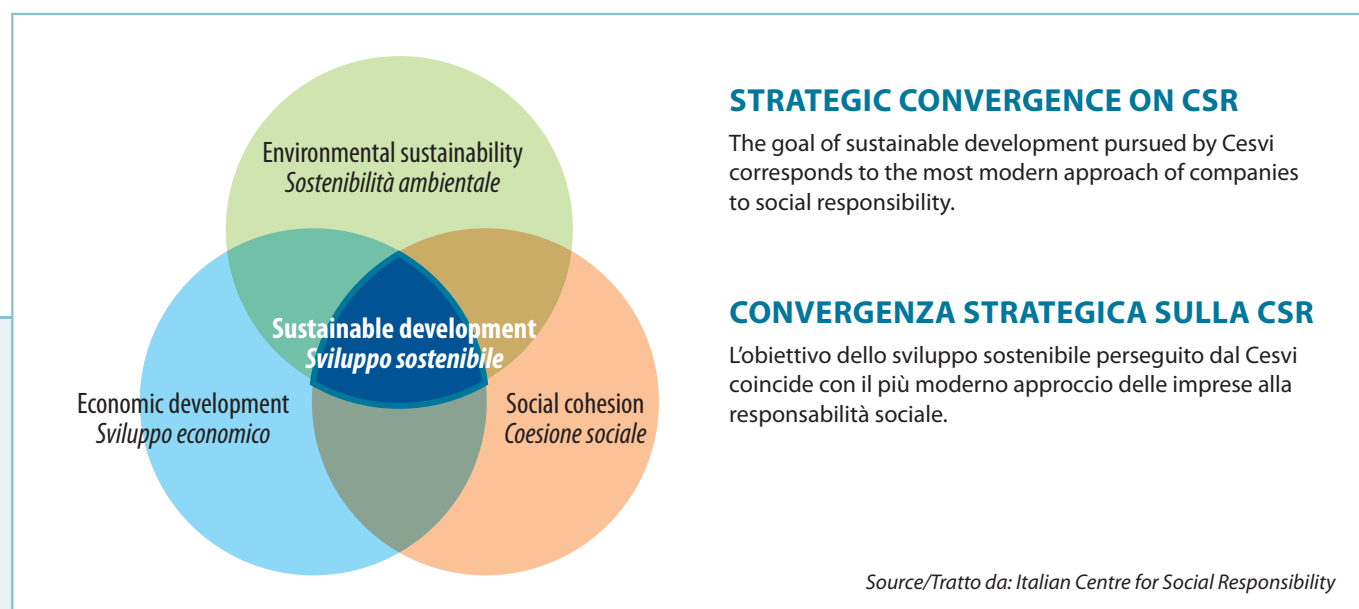 Environmental sustainability
Sostenibilità ambientale
Sustainable development
Sviluppo sostenibile
Economic development
Sviluppo economico
Social cohesion
Coesione sociale
STRATEGIC CONVERGENCE ON CSR
The goal of sustainable development pursued by Cesvi
corresponds to the most modern approach of companies
to social responsibility.
CONVERGENZA STRATEGICA SULLA CSR
L'obiettivo dello sviluppo sostenibile perseguito dal Cesvi
coincide con il più moderno approccio delle imprese alla
responsabilità sociale.
Source/Tratto da: Italian Centre for Social Responsibility